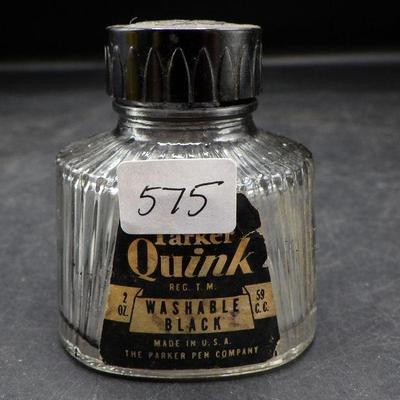 575
Parker
Quink
REG. T.M.
2 OZ. WASHABLE BLACK 59 C.C.
MADE IN U.S.A.
THE PARKER PEN COMPANY